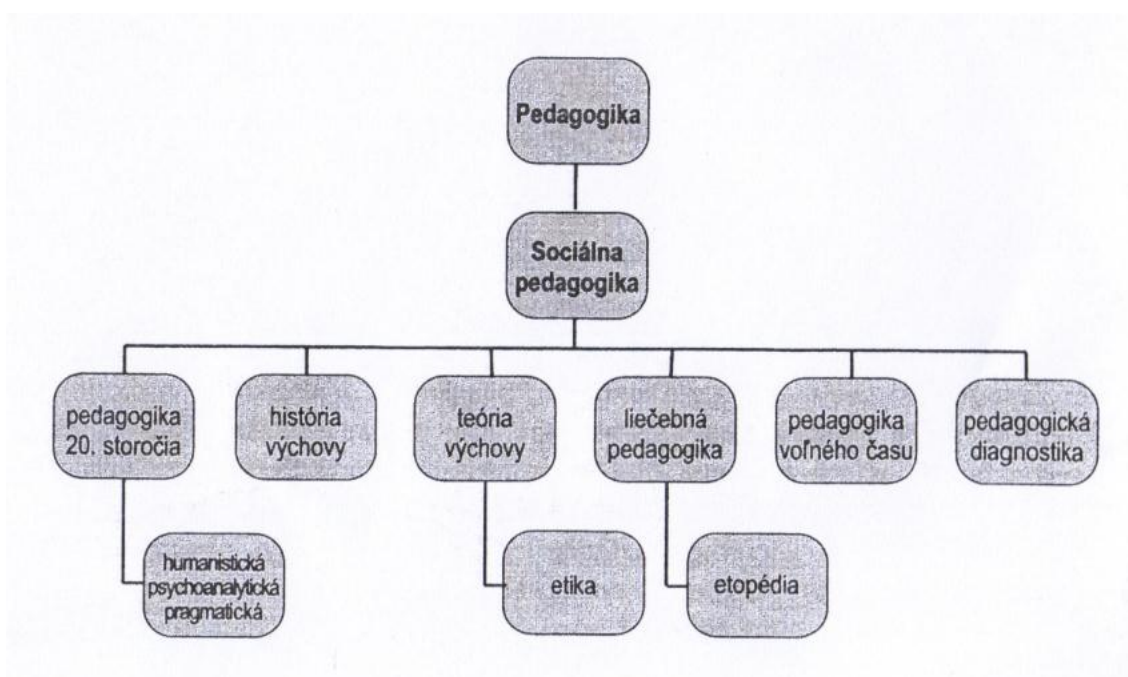 Pedagogika
Sociálna
pedagogika
pedagogika
20. storočia
história
výchovy
teória
výchovy
liečebná
pedagogika
pedagogika
voľného času
pedagogická
diagnostika
humanistická
psychoanalytická
pragmatická
etika
etopédia